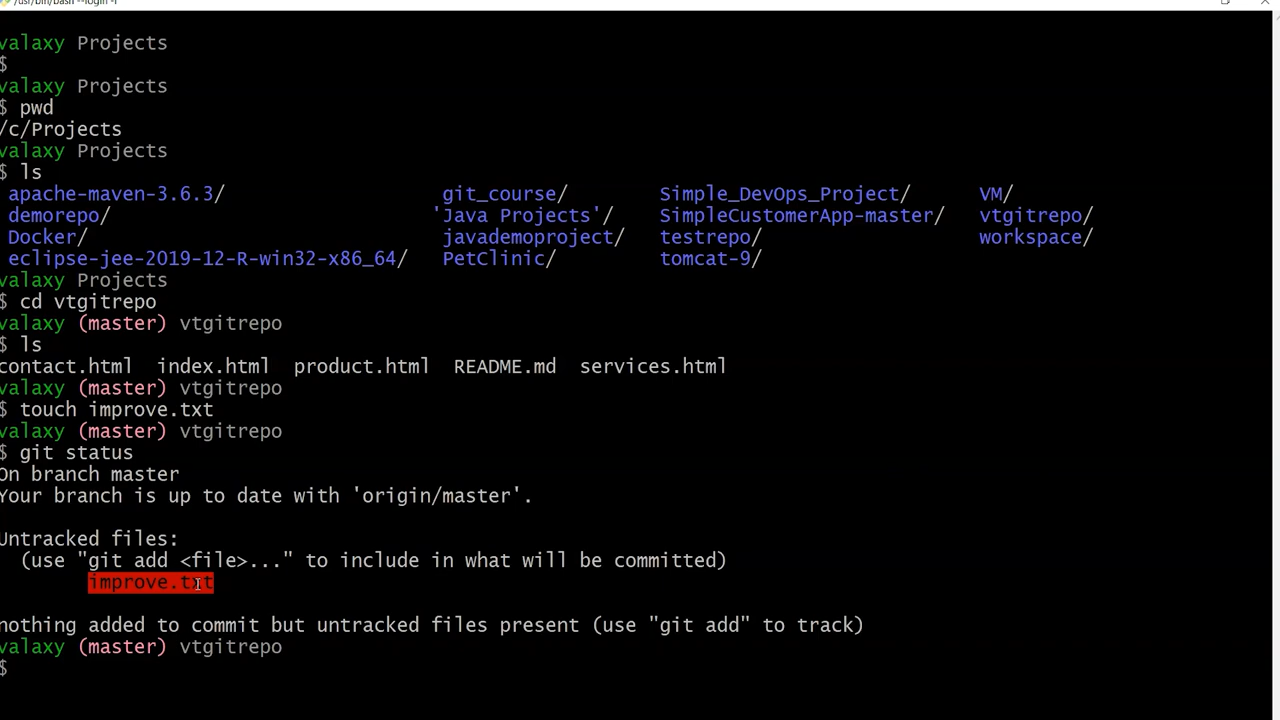 /usr/bin/bash --login -i
valaxy Projects
$
valaxy Projects
$ pwd
/c/Projects
valaxy Projects
$ ls
apache-maven-3.6.3/ git_course/ Simple_DevOps_Project/ VM/
demorepo/ 'Java Projects'/ SimpleCustomerApp-master/ vtgitrepo/
Docker/ javademoproject/ testrepo/ workspace/
eclipse-jee-2019-12-R-win32-x86_64/ PetClinic/ tomcat-9/
valaxy Projects
$ cd vtgitrepo
valaxy (master) vtgitrepo
$ ls
contact.html index.html product.html README.md services.html
valaxy (master) vtgitrepo
$ touch improve.txt
valaxy (master) vtgitrepo
$ git status
On branch master
Your branch is up to date with 'origin/master'.
Untracked files:
(use "git add <file>..." to include in what will be committed)
improve.txt
nothing added to commit but untracked files present (use "git add" to track)
valaxy (master) vtgitrepo
$